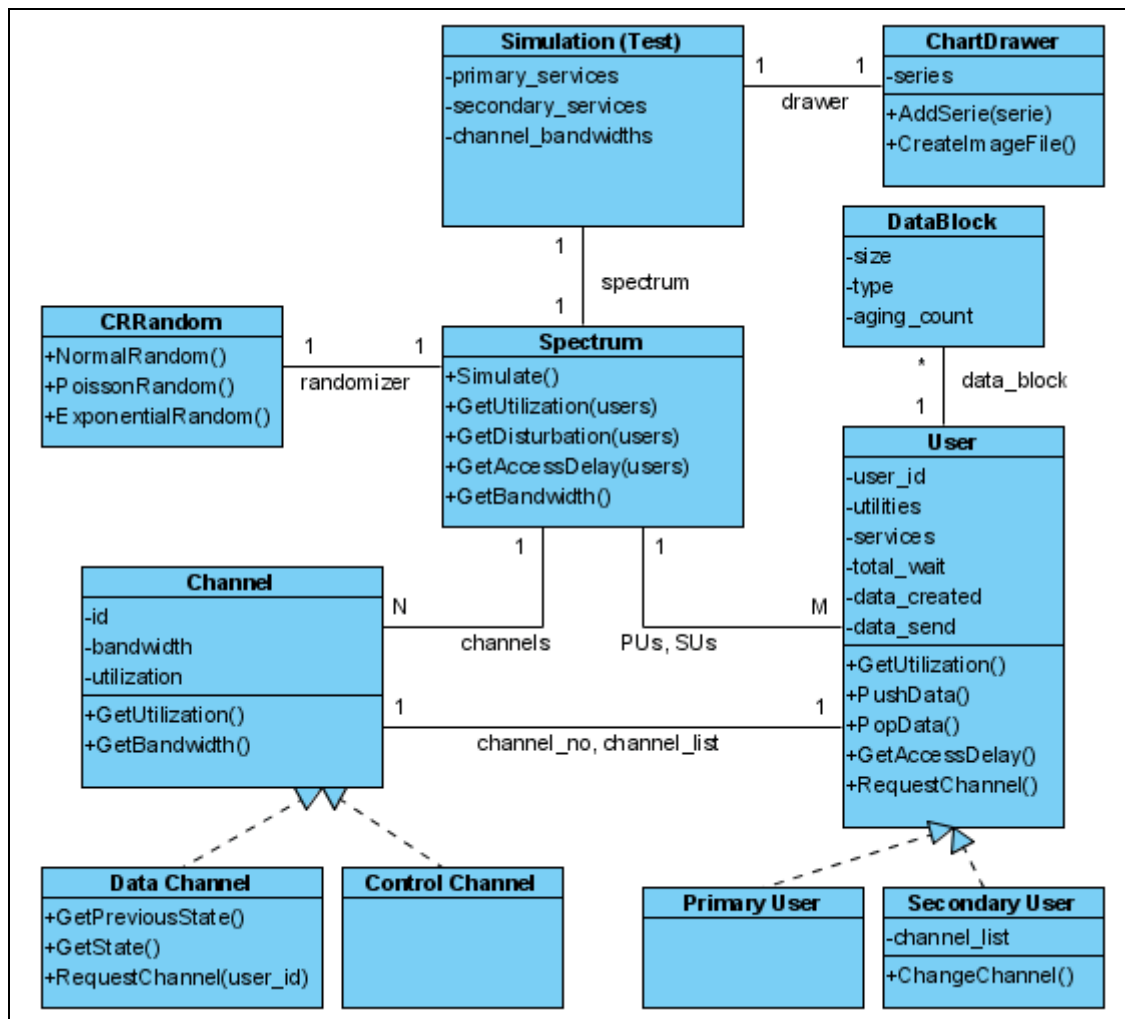 Simulation (Test)
-primary_services
-secondary_services
-channel_bandwidths
1
1
drawer
ChartDrawer
-series
+AddSerie(serie)
+CreateImageFile()
DataBlock
-size
-type
-aging_count
*
data_block
1
1
spectrum
1
CRRandom
+NormalRandom()
+PoissonRandom()
+ExponentialRandom()
1
1
randomizer
Spectrum
+Simulate()
+GetUtilization(users)
+GetDisturbation(users)
+GetAccessDelay(users)
+GetBandwidth()
1
1
N
channels
M
PUs, SUs
User
-user_id
-utilities
-services
-total_wait
-data_created
-data_send
+GetUtilization()
+PushData()
+PopData()
+GetAccessDelay()
+RequestChannel()
Channel
-id
-bandwidth
-utilization
+GetUtilization()
+GetBandwidth()
1
1
channel_no, channel_list
Data Channel
+GetPreviousState()
+GetState()
+RequestChannel(user_id)
Control Channel
Primary User
Secondary User
-channel_list
+ChangeChannel()